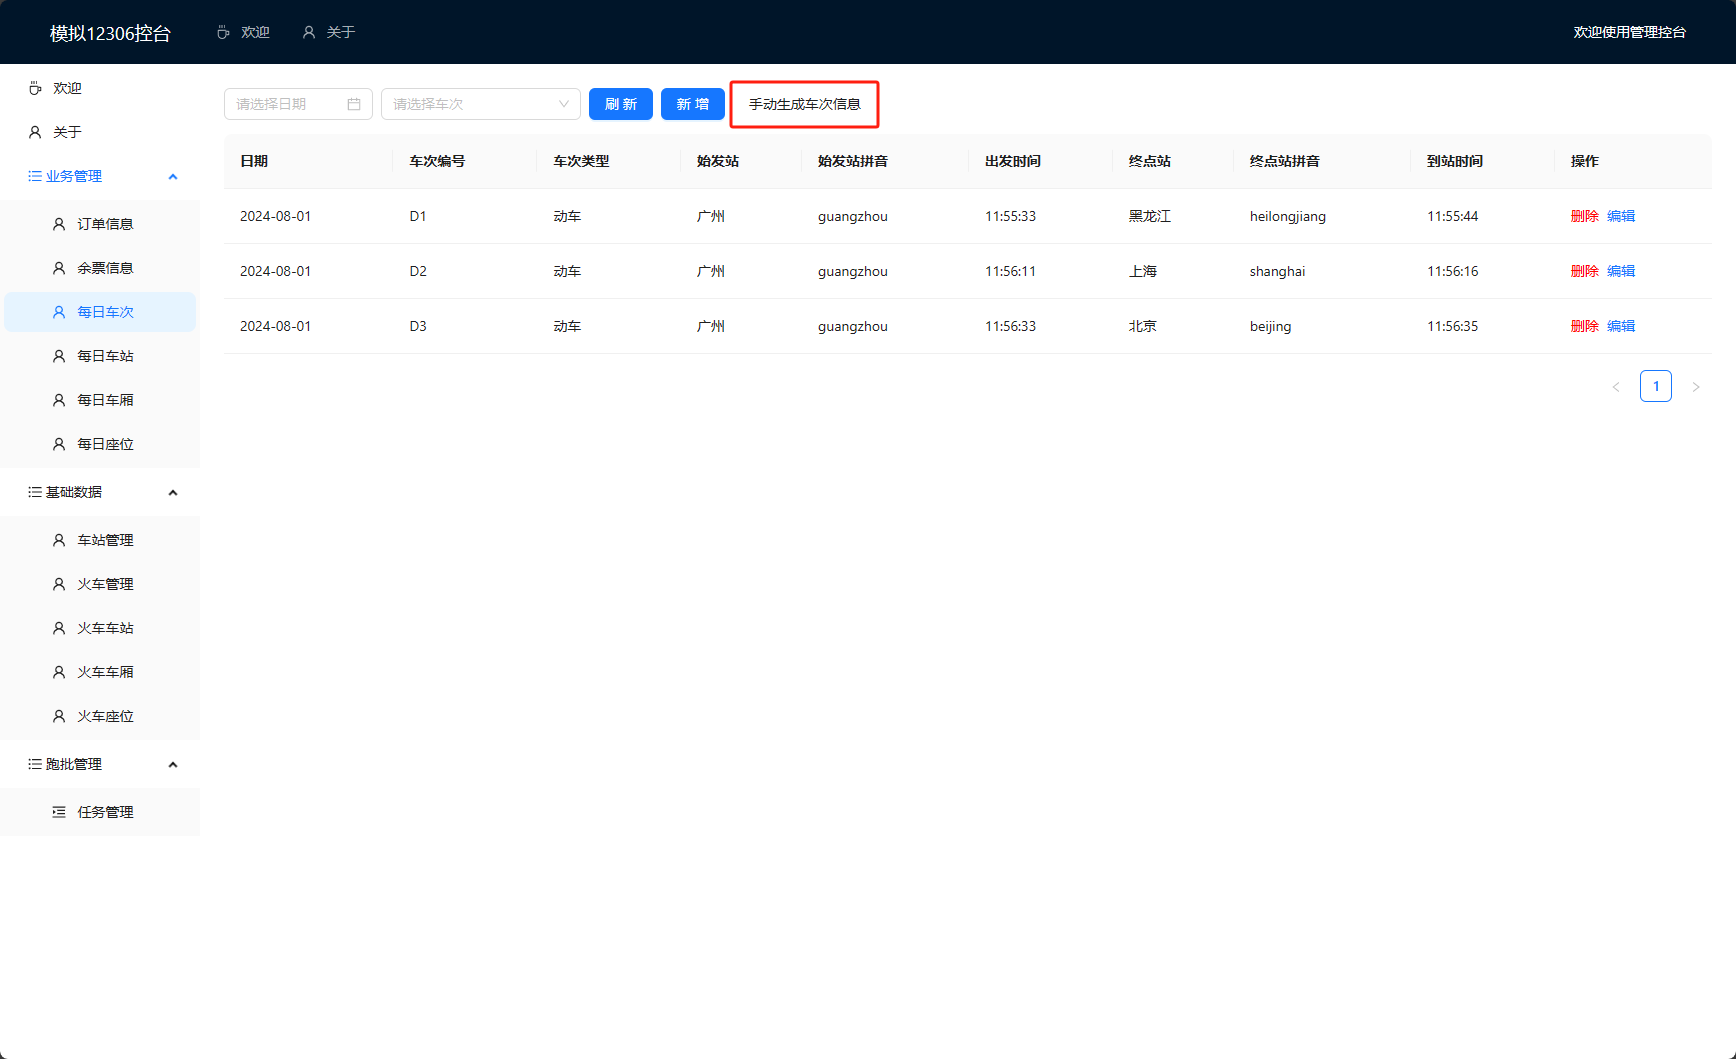 模拟12306控台 欢迎 关于 欢迎使用管理控台
欢迎
关于
业务管理
订单信息
余票信息
每日车次
每日车站
每日车厢
每日座位
基础数据
车站管理
火车管理
火车车站
火车车厢
火车座位
跑批管理
任务管理
请选择日期 请选择车次 刷 新 新 增 手动生成车次信息
日期 车次编号 车次类型 始发站 始发站拼音 出发时间 终点站 终点站拼音 到站时间 操作
2024-08-01 D1 动车 广州 guangzhou 11:55:33 黑龙江 heilongjiang 11:55:44 删除 编辑
2024-08-01 D2 动车 广州 guangzhou 11:56:11 上海 shanghai 11:56:16 删除 编辑
2024-08-01 D3 动车 广州 guangzhou 11:56:33 北京 beijing 11:56:35 删除 编辑
1